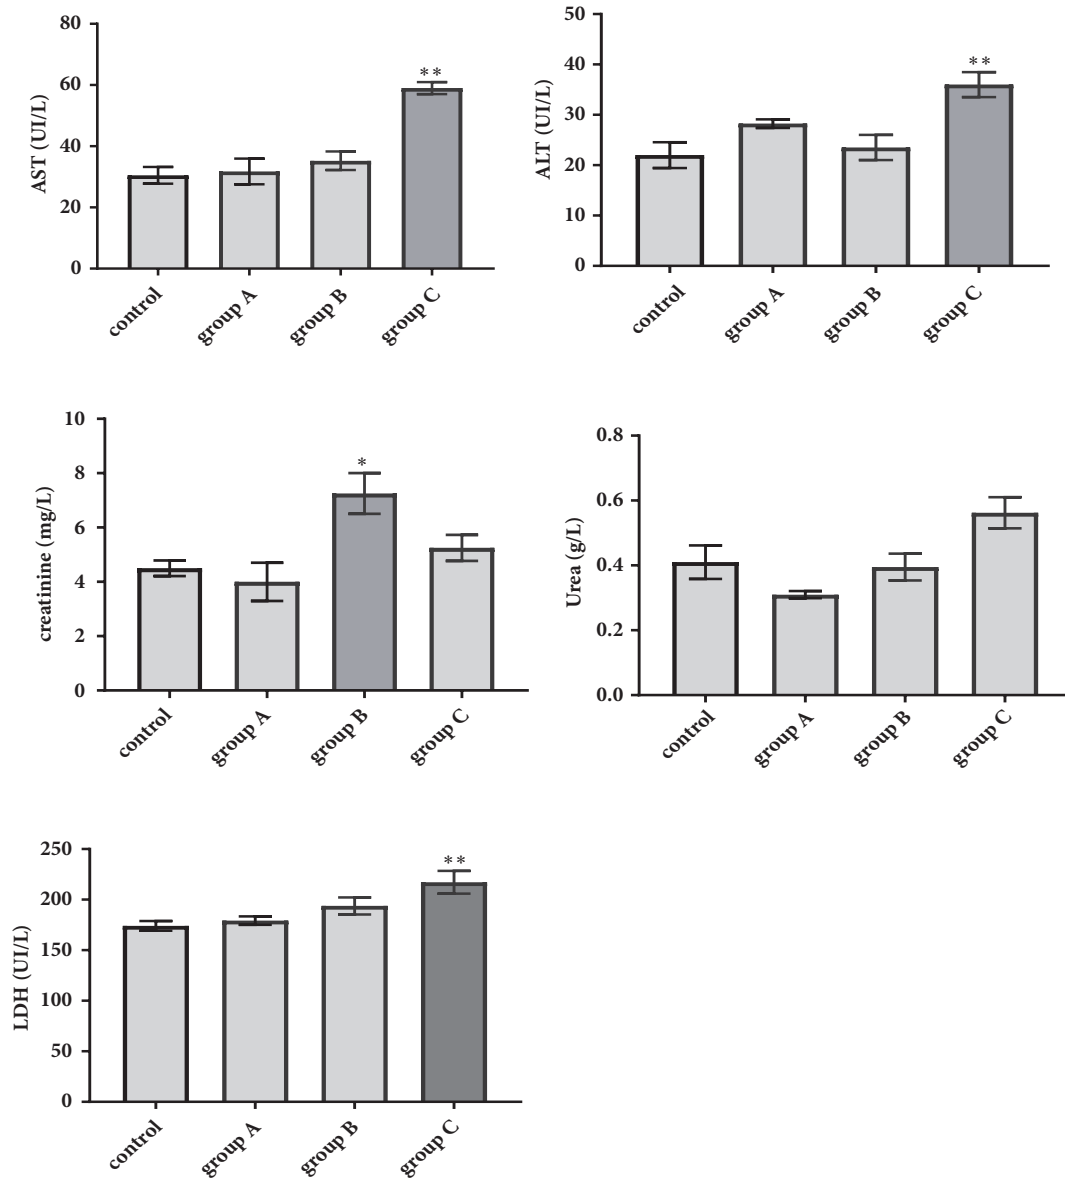 80
60
40
20
0
AST (UI/L)
**
control
group A
group B
group C
50
40
30
20
10
0
ALT (UI/L)
**
control
group A
group B
group C
10
8
6
4
2
0
creatinine (mg/L)
*
control
group A
group B
group C
0.8
0.6
0.4
0.2
0.0
Urea (g/L)
control
group A
group B
group C
250
200
150
100
50
0
LDH (UI/L)
**
control
group A
group B
group C